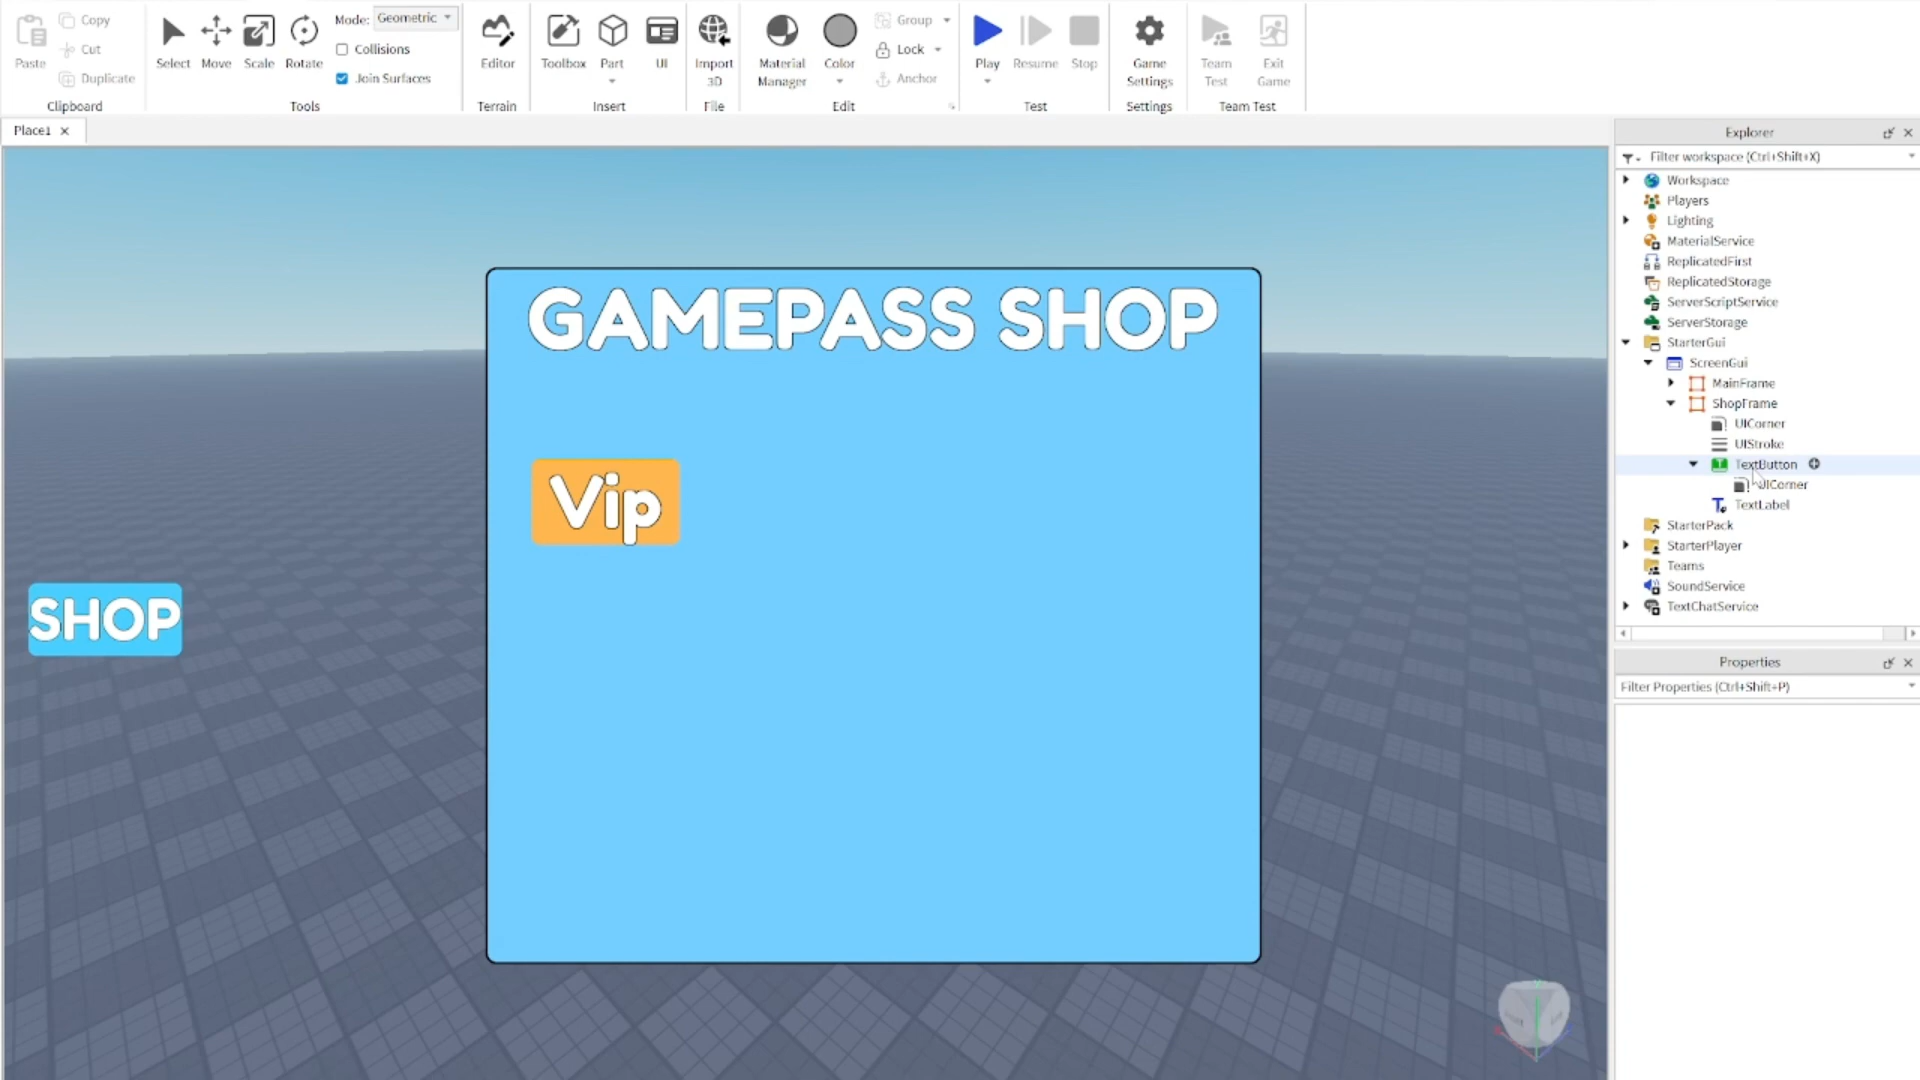 Paste
Copy
Cut
Duplicate
Clipboard
Select
Move
Scale
Rotate
Mode: Geometric
Collisions
Join Surfaces
Tools
Editor
Terrain
Toolbox
Part
UI
Insert
Import
3D
File
Material
Manager
Color
Group
Lock
Anchor
Edit
Play
Resume
Stop
Test
Game
Settings
Settings
Team
Test
Exit
Game
Team Test
Place1
GAMEPASS SHOP
Vip
SHOP
Explorer
Filter workspace (Ctrl+Shift+X)
Workspace
Players
Lighting
MaterialService
ReplicatedFirst
ReplicatedStorage
ServerScriptService
ServerStorage
StarterGui
ScreenGui
MainFrame
ShopFrame
UICorner
UIStroke
TextButton
UICorner
TextLabel
StarterPack
StarterPlayer
Teams
SoundService
TextChatService
Properties
Filter Properties (Ctrl+Shift+P)